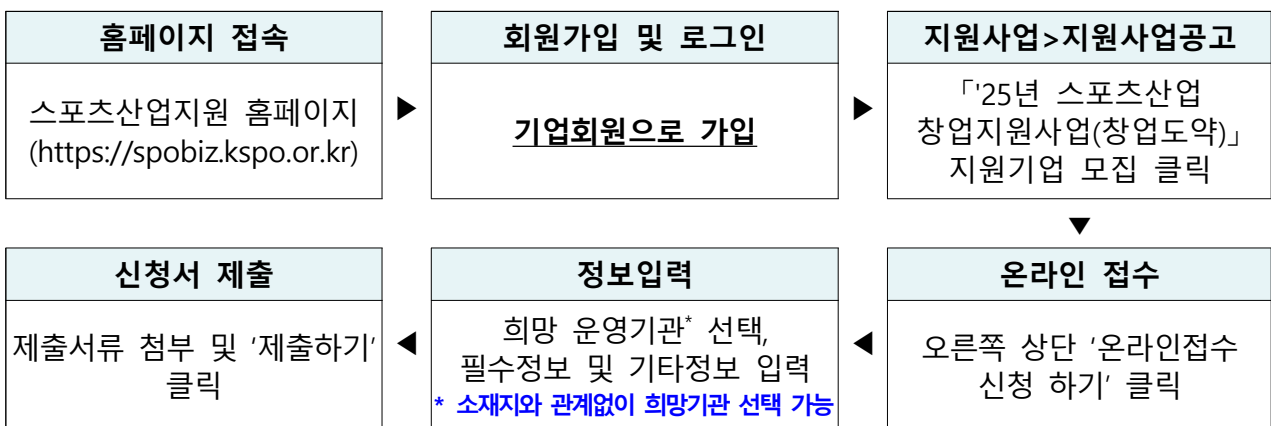 홈페이지 접속
스포츠산업지원 홈페이지
(https://spobiz.kspo.or.kr)
▶
회원가입 및 로그인
기업회원으로 가입
▶
지원사업>지원사업공고
「'25년 스포츠산업
창업지원사업(창업도약)」
지원기업 모집 클릭
▼
온라인 접수
오른쪽 상단 '온라인접수
신청 하기' 클릭
◀
정보입력
희망 운영기관* 선택,
필수정보 및 기타정보 입력
* 소재지와 관계없이 희망기관 선택 가능
◀
신청서 제출
제출서류 첨부 및 '제출하기'
클릭